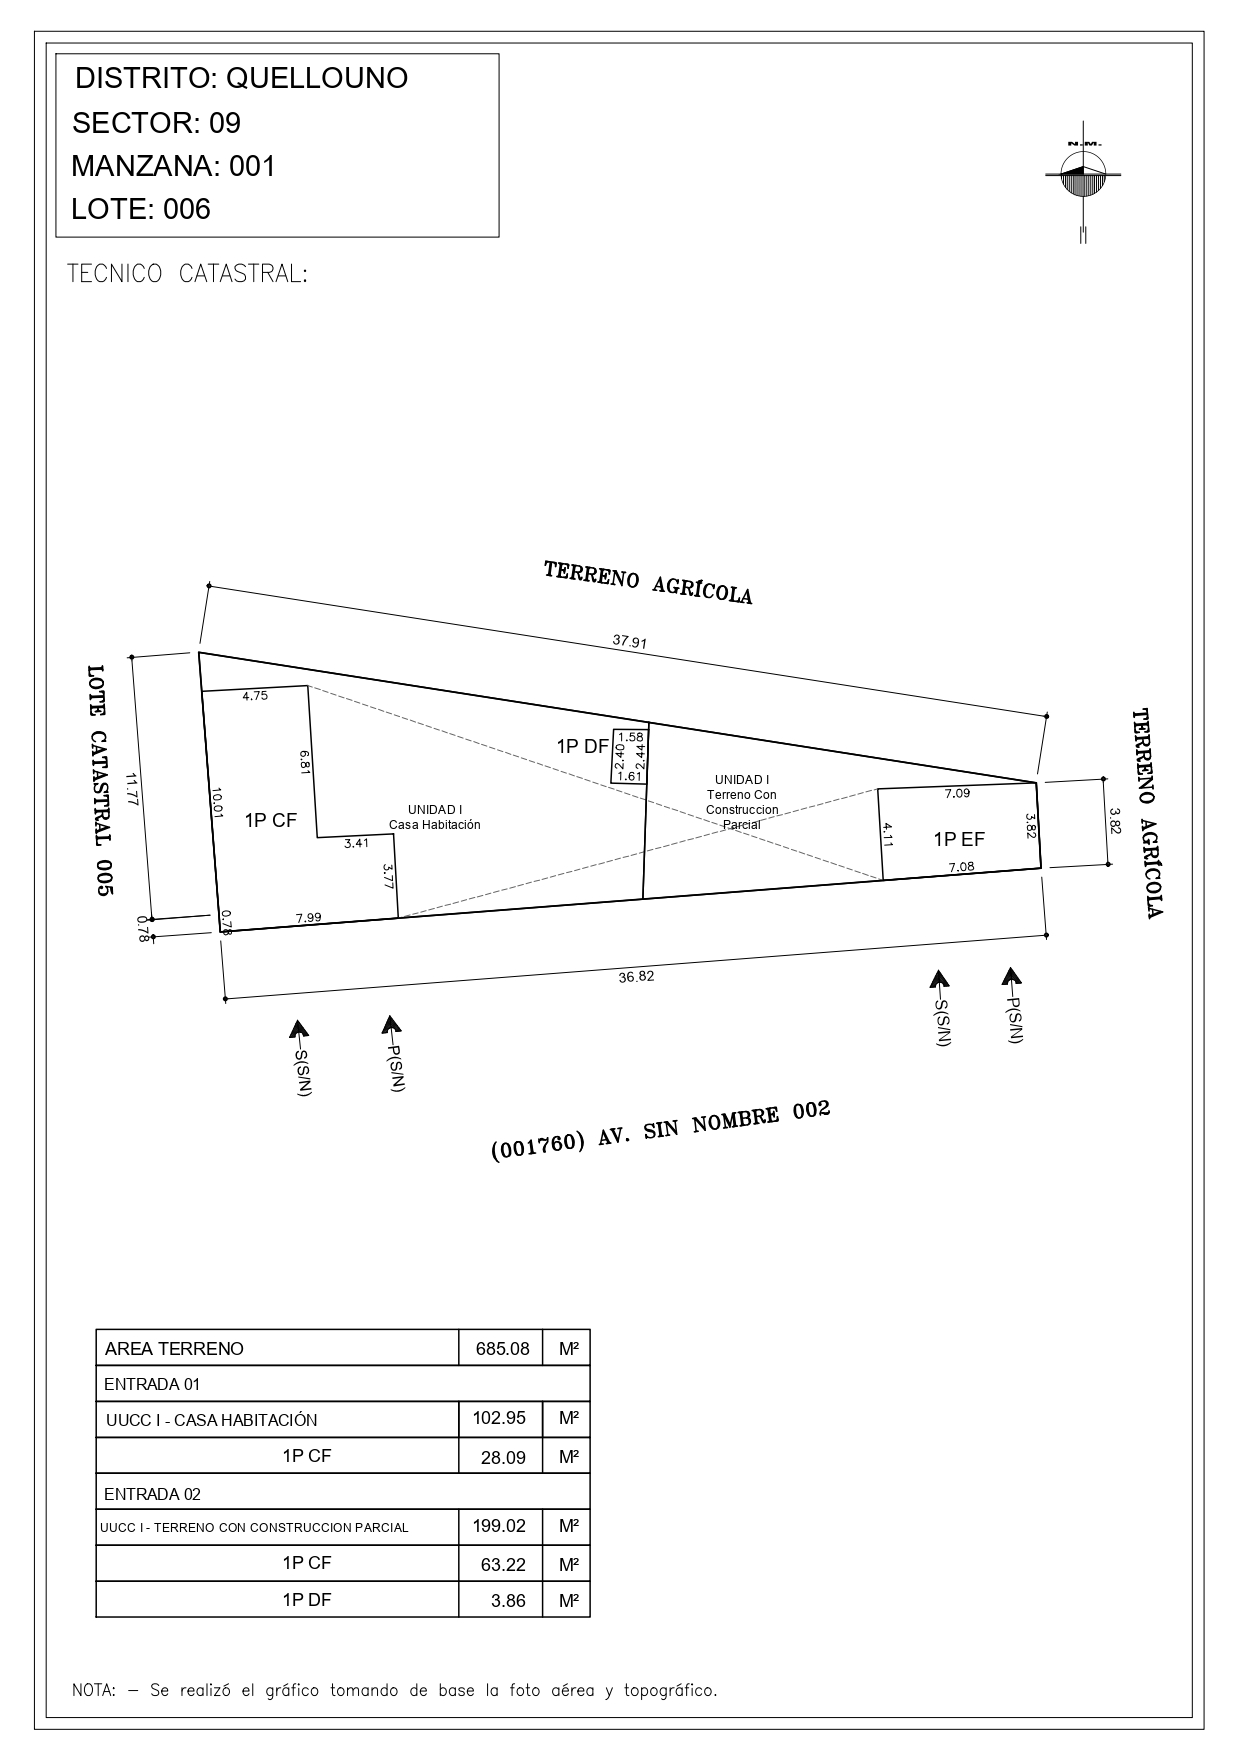 DISTRITO: QUELLOUNO
SECTOR: 09
MANZANA: 001
LOTE: 006
N.M.
TECNICO CATASTRAL:
TERRENO AGRÍCOLA
37.91
LOTE CATASTRAL 005
11.77
0.78
4.75
6.81
10.01
1P CF
3.41
3.77
7.99
0.78
UNIDAD I
Casa Habitación
1P DF
1.58
2.40
2.44
1.61
UNIDAD I
Terreno Con
Construccion
Parcial
7.09
4.11
1P EF
3.82
7.08
3.82
TERRENO AGRÍCOLA
36.82
S(S/N)
P(S/N)
S(S/N)
P(S/N)
(001760) AV. SIN NOMBRE 002
AREA TERRENO 685.08 M²
ENTRADA 01
UUCC I - CASA HABITACIÓN 102.95 M²
1P CF 28.09 M²
ENTRADA 02
UUCC I - TERRENO CON CONSTRUCCION PARCIAL 199.02 M²
1P CF 63.22 M²
1P DF 3.86 M²
NOTA: – Se realizó el gráfico tomando de base la foto aérea y topográfico.